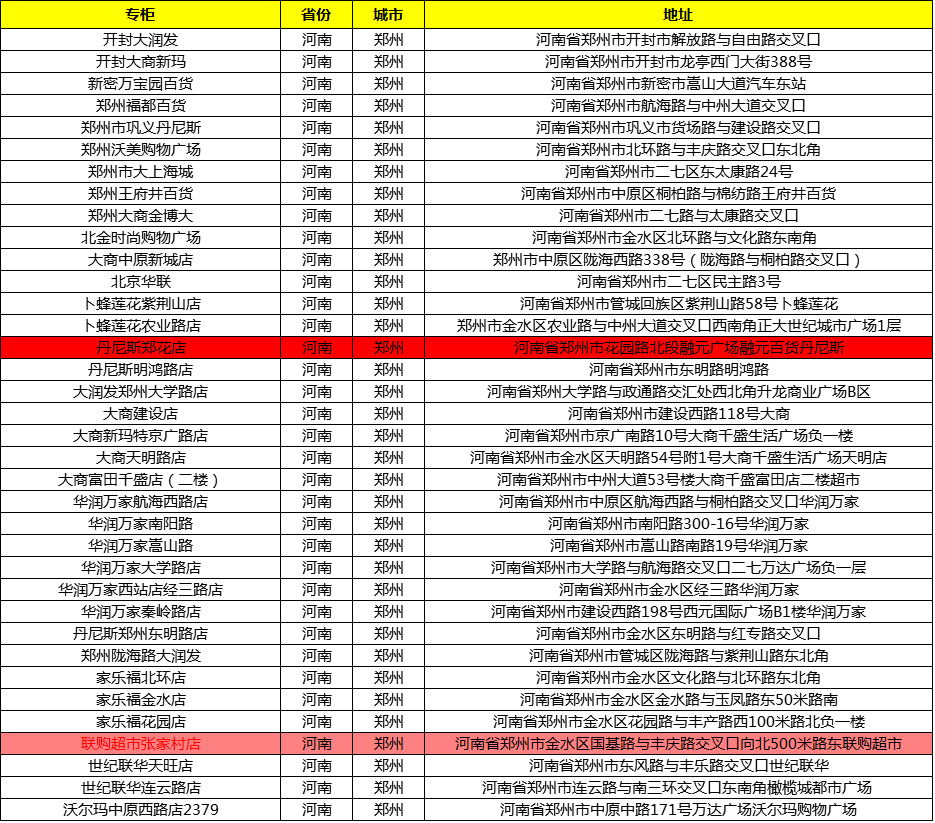 专柜 省份 城市 地址
开封大润发 河南 郑州 河南省郑州市开封市解放路与自由路交叉口
开封大商新玛 河南 郑州 河南省郑州市开封市龙亭西门大街388号
新密万宝园百货 河南 郑州 河南省郑州市新密市嵩山大道汽车东站
郑州福都百货 河南 郑州 河南省郑州市航海路与中州大道交叉口
郑州市巩义丹尼斯 河南 郑州 河南省郑州市巩义市货场路与建设路交叉口
郑州沃美购物广场 河南 郑州 河南省郑州市北环路与丰庆路交叉口东北角
郑州市大上海城 河南 郑州 河南省郑州市二七区东太康路24号
郑州王府井百货 河南 郑州 河南省郑州市中原区桐柏路与棉纺路王府井百货
郑州大商金博大 河南 郑州 河南省郑州市二七路与太康路交叉口
北金时尚购物广场 河南 郑州 河南省郑州市金水区北环路与文化路东南角
大商中原新城店 河南 郑州 郑州市中原区陇海西路338号（陇海路与桐柏路交叉口）
北京华联 河南 郑州 河南省郑州市二七区民主路3号
卜蜂莲花紫荆山店 河南 郑州 河南省郑州市管城回族区紫荆山路58号卜蜂莲花
卜蜂莲花农业路店 河南 郑州 郑州市金水区农业路与中州大道交叉口西南角正大世纪城市广场1层
丹尼斯郑花店 河南 郑州 河南省郑州市花园路北段融元广场融元百货丹尼斯
丹尼斯明鸿路店 河南 郑州 河南省郑州市东明路明鸿路
大润发郑州大学路店 河南 郑州 河南省郑州大学路与政通路交汇处西北角升龙商业广场B区
大商建设店 河南 郑州 河南省郑州市建设西路118号大商
大商新玛特京广路店 河南 郑州 河南省郑州市京广南路10号大商千盛生活广场负一楼
大商天明路店 河南 郑州 河南省郑州市金水区天明路54号附1号大商千盛生活广场天明店
大商富田千盛店（二楼） 河南 郑州 河南省郑州市中州大道53号楼大商千盛富田店二楼超市
华润万家航海西路店 河南 郑州 河南省郑州市中原区航海西路与桐柏路交叉口华润万家
华润万家南阳路 河南 郑州 河南省郑州市南阳路300-16号华润万家
华润万家嵩山路 河南 郑州 河南省郑州市嵩山路南路19号华润万家
华润万家大学路店 河南 郑州 河南省郑州市大学路与航海路交叉口二七万达广场负一层
华润万家西站店经三路店 河南 郑州 河南省郑州市金水区经三路华润万家
华润万家秦岭路店 河南 郑州 河南省郑州市建设西路198号西元国际广场B1楼华润万家
丹尼斯郑州东明路店 河南 郑州 河南省郑州市金水区东明路与红专路交叉口
郑州陇海路大润发 河南 郑州 河南省郑州市管城区陇海路与紫荆山路东北角
家乐福北环店 河南 郑州 河南省郑州市金水区文化路与北环路东北角
家乐福金水店 河南 郑州 河南省郑州市金水区金水路与玉凤路东50米路南
家乐福花园店 河南 郑州 河南省郑州市金水区花园路与丰产路西100米路北负一楼
联购超市张家村店 河南 郑州 河南省郑州市金水区国基路与丰庆路交叉口向北500米路东联购超市
世纪联华天旺店 河南 郑州 河南省郑州市东风路与丰乐路交叉口世纪联华
世纪联华连云路店 河南 郑州 河南省郑州市连云路与南三环交叉口东南角橄榄城都市广场
沃尔玛中原西路店2379 河南 郑州 河南省郑州市中原中路171号万达广场沃尔玛购物广场